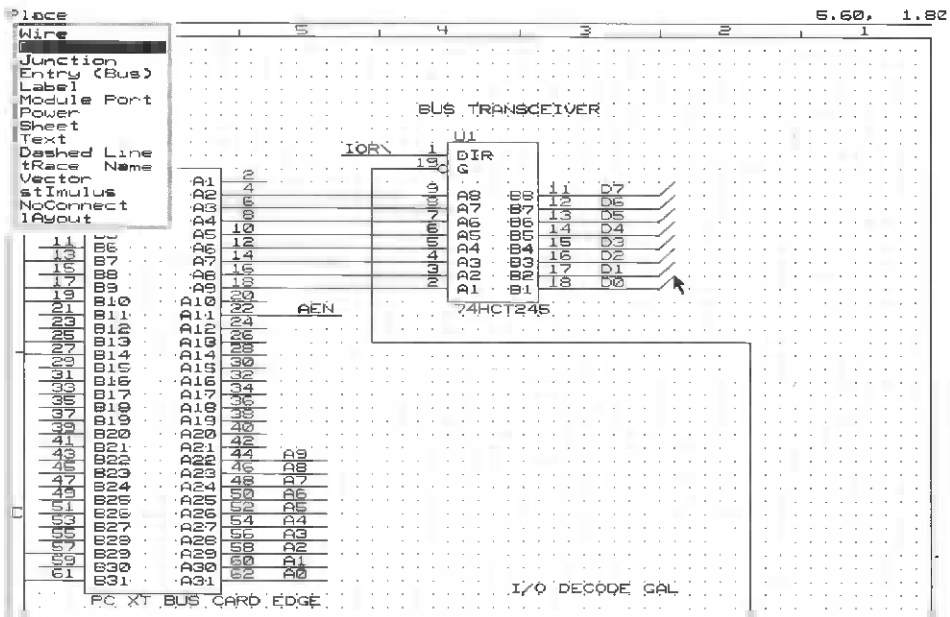 Place 5.60, 1.80
Wire
Junction
Entry (Bus)
Label
Module Port
Power
Sheet
Text
Dashed Line
tRace Name
Vector
stImulus
NoConnect
lAyout
5 4 3 2 1
BUS TRANSCEIVER
U1
IOR\ 1 DIR
19 G
9 A8 B8 11 D7
8 A7 B7 12 D6
7 A6 B6 13 D5
6 A5 B5 14 D4
5 A4 B4 15 D3
4 A3 B3 16 D2
3 A2 B2 17 D1
2 A1 B1 18 D0
74HCT245
A1 2
A2 4
A3 6
A4 8
A5 10
11 B6 A6 12
13 B7 A7 14
15 B8 A8 16
17 B9 A9 18
19 B10 A10 20
21 B11 A11 22 AEN
23 B12 A12 24
25 B13 A13 26
27 B14 A14 28
29 B15 A15 30
31 B16 A16 32
33 B17 A17 34
35 B18 A18 36
37 B19 A19 38
39 B20 A20 40
41 B21 A21 42
43 B22 A22 44 A9
45 B23 A23 46 A8
47 B24 A24 48 A7
49 B25 A25 50 A6
51 B26 A26 52 A5
53 B27 A27 54 A4
55 B28 A28 56 A3
57 B29 A29 58 A2
59 B30 A30 60 A1
61 B31 A31 62 A0
PC XT BUS CARD EDGE
I/O DECODE GAL